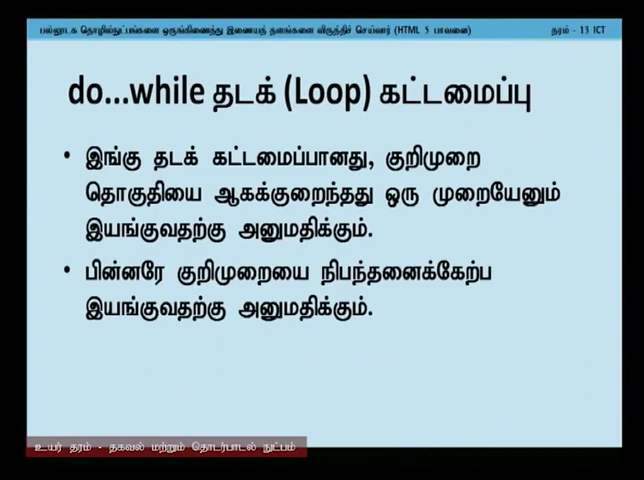 பல்லூடக தொழில்நுட்பங்களை ஒருங்கிணைந்து இணையத் தளங்களை விருத்திச் செய்வார் (HTML 5 பாவனை)
தரம் - 13 ICT
do...while தடக் (Loop) கட்டமைப்பு
• இங்கு தடக் கட்டமைப்பானது, குறிமுறை
தொகுதியை ஆகக்குறைந்தது ஒரு முறையேனும்
இயங்குவதற்கு அனுமதிக்கும்.
• பின்னரே குறிமுறையை நிபந்தனைக்கேற்ப
இயங்குவதற்கு அனுமதிக்கும்.
உயர் தரம் - தகவல் மற்றும் தொடர்பாடல் நுட்பம்